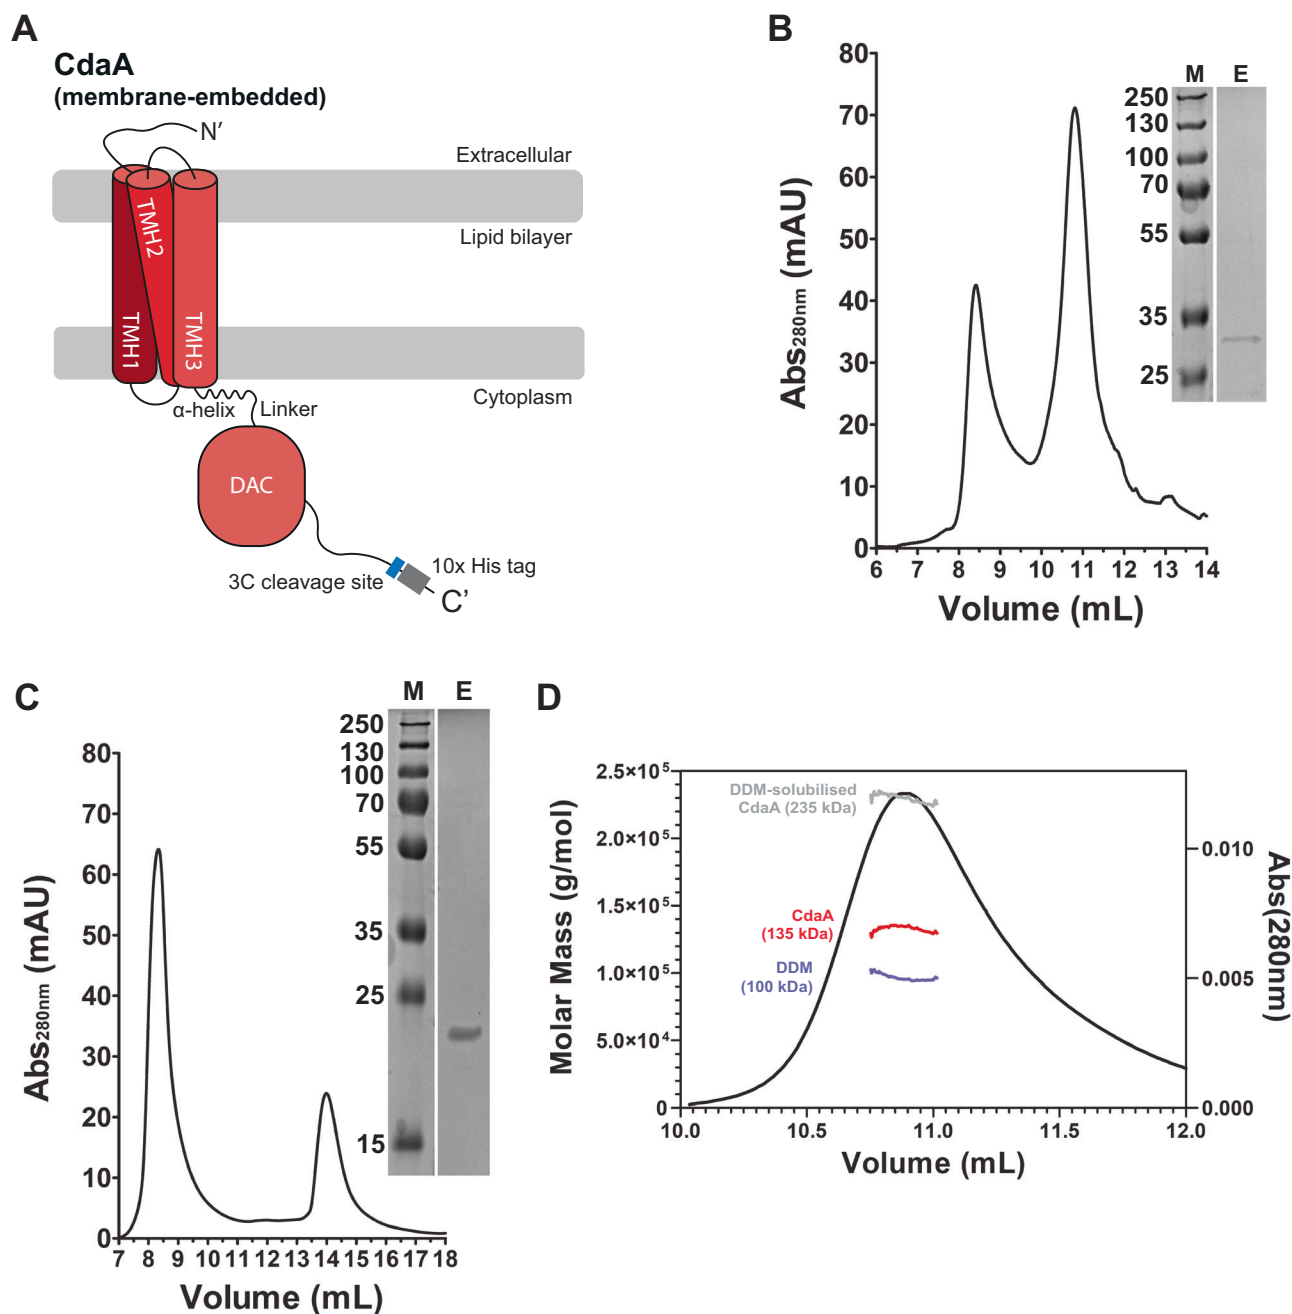 A
CdaA
(membrane-embedded)
N′
Extracellular
Lipid bilayer
Cytoplasm
TMH1
TMH2
TMH3
α-helix
Linker
DAC
3C cleavage site
10x His tag
C’
B
80
70
60
50
40
30
20
10
0
Abs280nm (mAU)
6 7 8 9 10 11 12 13 14
Volume (mL)
M E
250
130
100
70
55
35
25
C
80
70
60
50
40
30
20
10
0
Abs280nm (mAU)
7 8 9 10 11 12 13 14 15 16 17 18
Volume (mL)
M E
250
130
100
70
55
35
25
15
D
2.5×10⁵
2.0×10⁵
1.5×10⁵
1.0×10⁵
5.0×10⁴
0
Molar Mass (g/mol)
DDM-solubilised
CdaA (235 kDa)
CdaA
(135 kDa)
DDM
(100 kDa)
0.010
0.005
0.000
Abs(280nm)
10.0 10.5 11.0 11.5 12.0
Volume (mL)